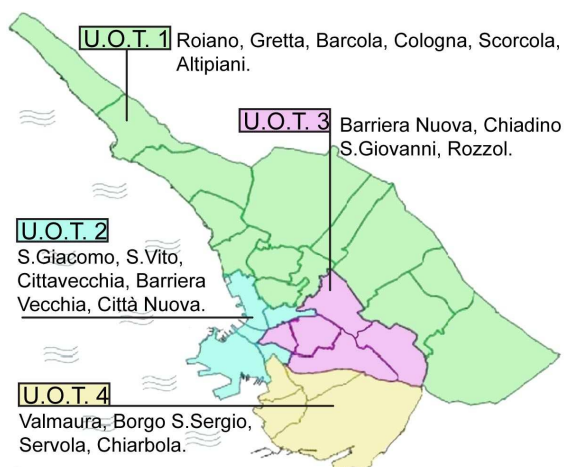 U.O.T. 1
Roiano, Gretta, Barcola, Cologna, Scorcola,
Altipiani.
U.O.T. 3
Barriera Nuova, Chiadino
S.Giovanni, Rozzol.
U.O.T. 2
S.Giacomo, S.Vito,
Cittavecchia, Barriera
Vecchia, Città Nuova.
U.O.T. 4
Valmaura, Borgo S.Sergio,
Servola, Chiarbola.